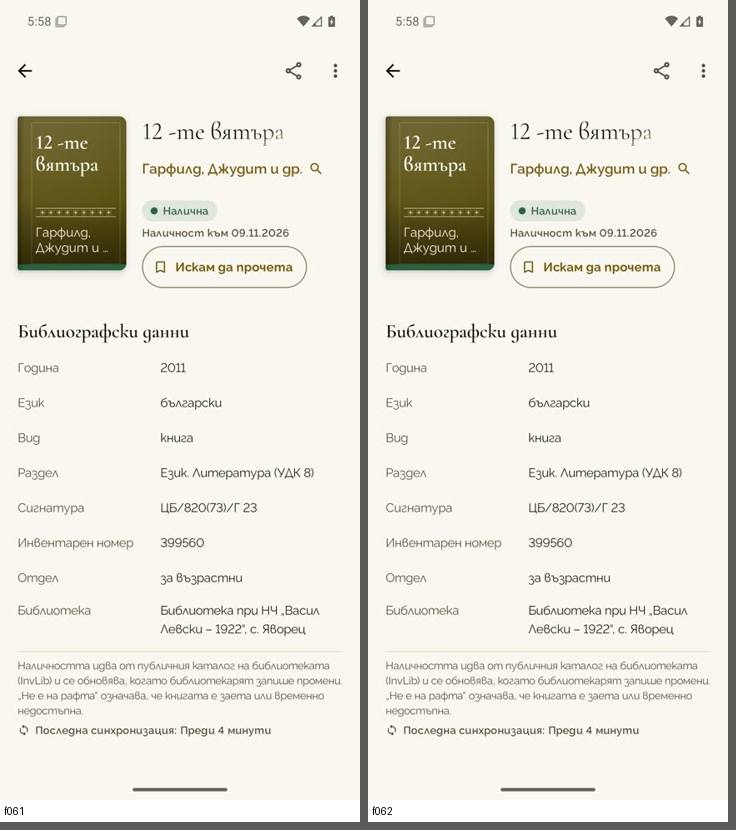 5:58
12 -те
вятъра
Гарфилд,
Джудит и ...
12 -те вятъра
Гарфилд, Джудит и др.
Налична
Наличност към 09.11.2026
Искам да прочета
Библиографски данни
Година 2011
Език български
Вид книга
Раздел Език. Литература (УДК 8)
Сигнатура ЦБ/820(73)/Г 23
Инвентарен номер 399560
Отдел за възрастни
Библиотека Библиотека при НЧ „Васил
Левски – 1922“, с. Яворец
Наличността идва от публичния каталог на библиотеката
(InvLib) и се обновява, когато библиотекарят запише промени.
„Не е на рафта“ означава, че книгата е заета или временно
недостъпна.
Последна синхронизация: Преди 4 минути
f061
5:58
12 -те
вятъра
Гарфилд,
Джудит и ...
12 -те вятъра
Гарфилд, Джудит и др.
Налична
Наличност към 09.11.2026
Искам да прочета
Библиографски данни
Година 2011
Език български
Вид книга
Раздел Език. Литература (УДК 8)
Сигнатура ЦБ/820(73)/Г 23
Инвентарен номер 399560
Отдел за възрастни
Библиотека Библиотека при НЧ „Васил
Левски – 1922“, с. Яворец
Наличността идва от публичния каталог на библиотеката
(InvLib) и се обновява, когато библиотекарят запише промени.
„Не е на рафта“ означава, че книгата е заета или временно
недостъпна.
Последна синхронизация: Преди 4 минути
f062